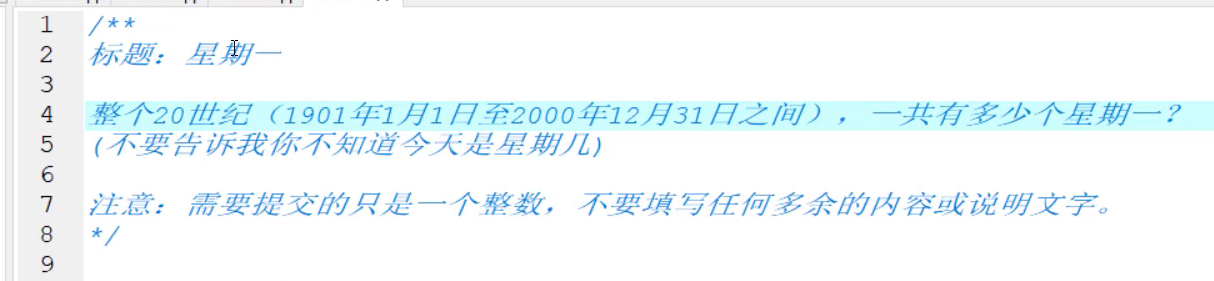 1 /**
2 标题：星期一
3
4 整个20世纪（1901年1月1日至2000年12月31日之间），一共有多少个星期一？
5 (不要告诉我你不知道今天是星期几)
6
7 注意：需要提交的只是一个整数，不要填写任何多余的内容或说明文字。
8 */
9